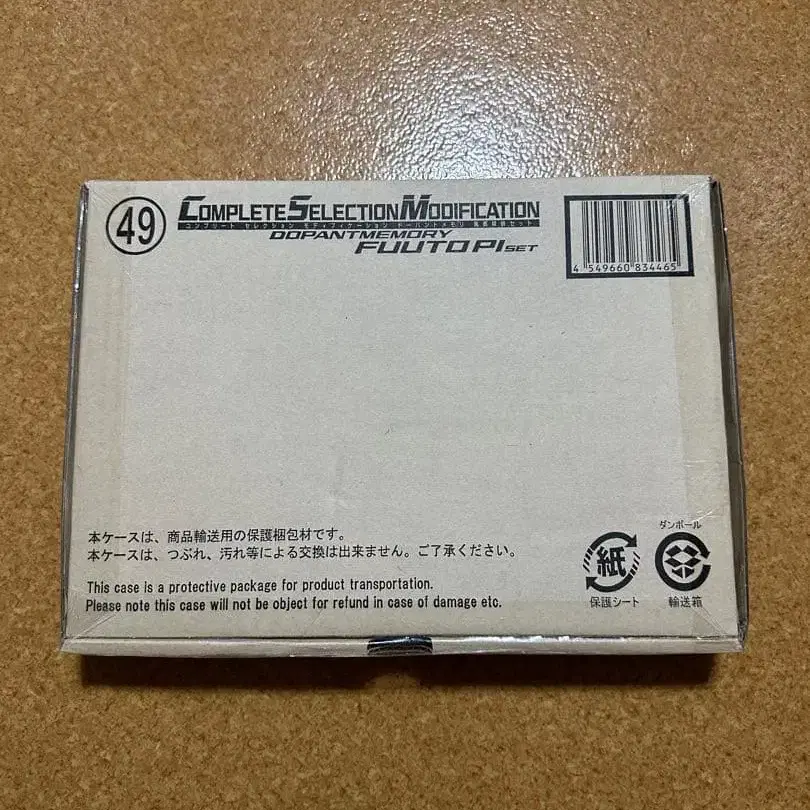 49
COMPLETE SELECTION MODIFICATION
コンプリート セレクション モディフィケーション ドーパントメモリ 風都探偵セット
DOPANTMEMORY
FUUTO PI SET
4 549660 834465
本ケースは、商品輸送用の保護梱包材です。
本ケースは、つぶれ、汚れ等による交換は出来ません。ご了承ください。
This case is a protective package for product transportation.
Please note this case will not be object for refund in case of damage etc.
紙
保護シート
ダンボール
輸送箱